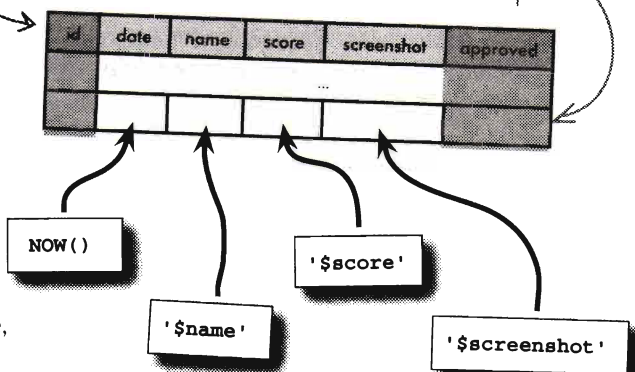 id date name score screenshot approved
...
NOW()
'$score'
'$name'
'$screenshot'